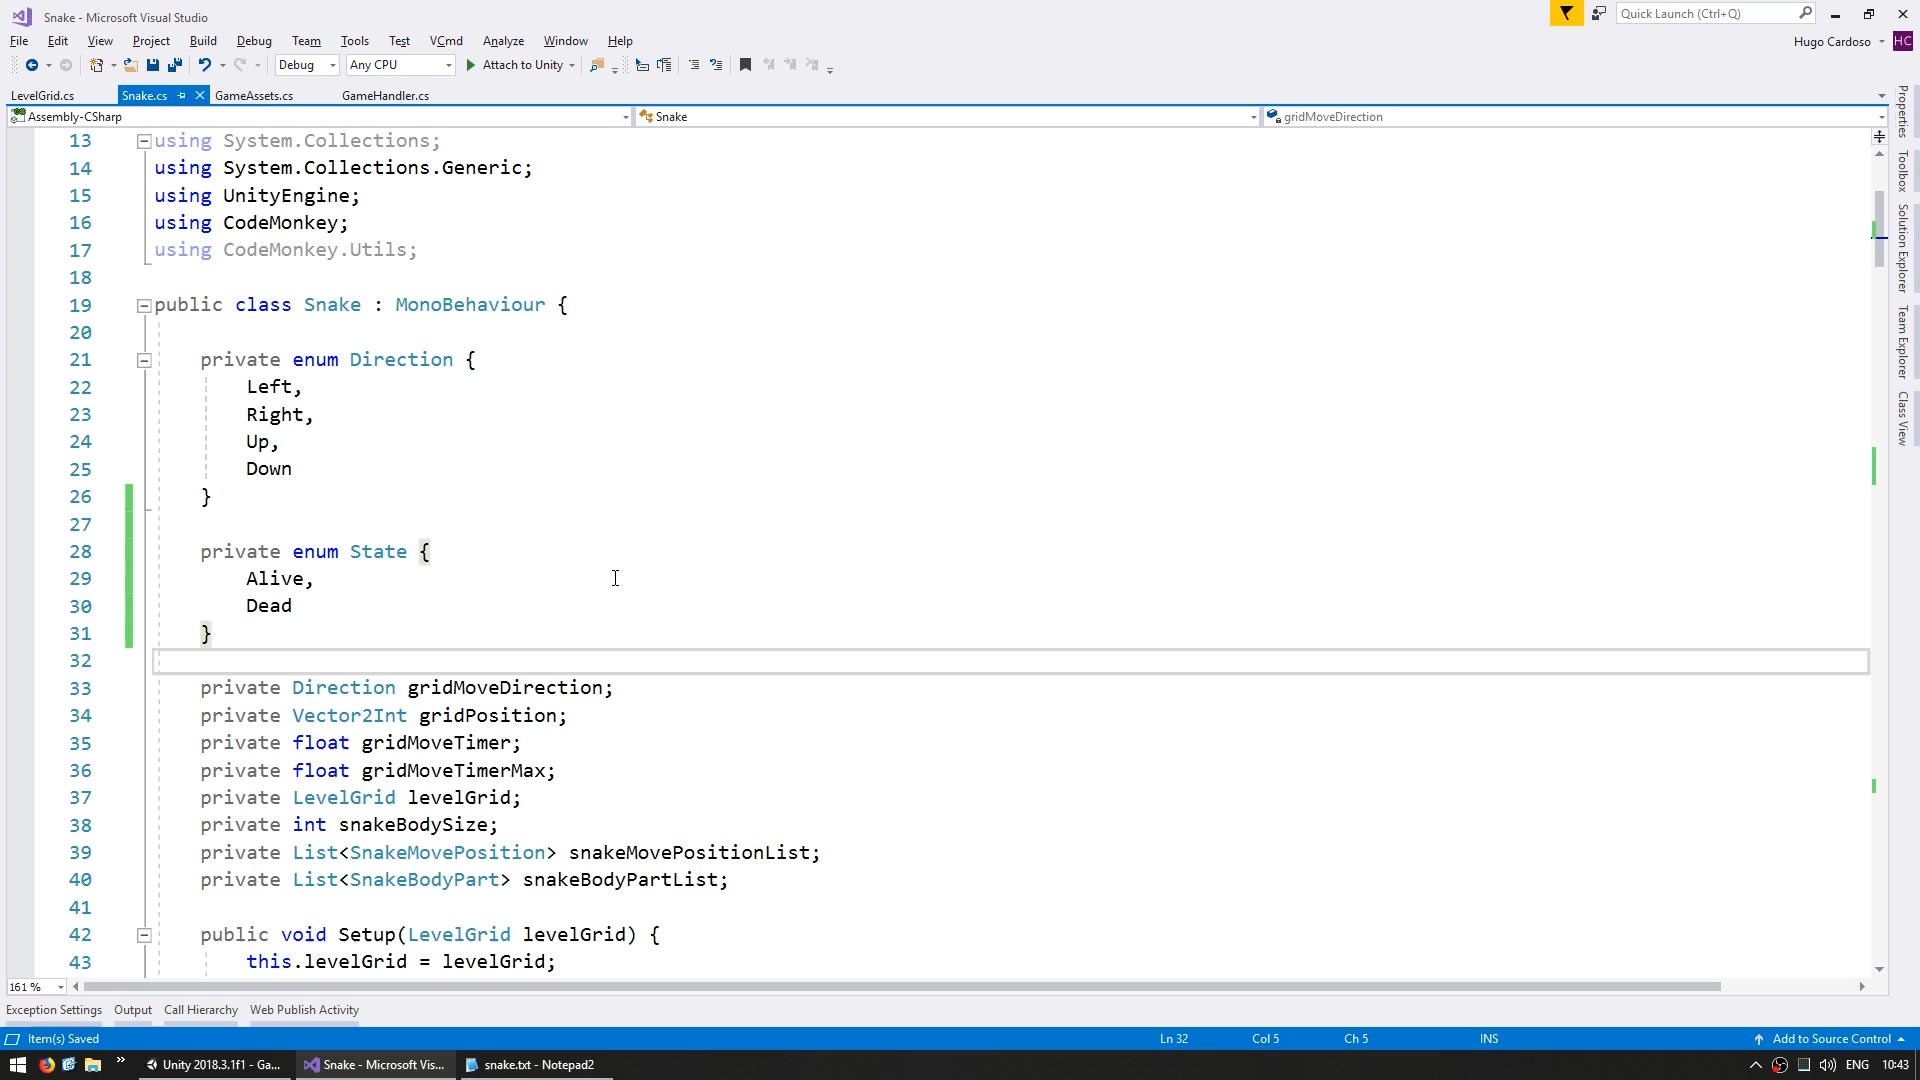 Snake - Microsoft Visual Studio
Quick Launch (Ctrl+Q)
File Edit View Project Build Debug Team Tools Test VCmd Analyze Window Help
Hugo Cardoso HC
Debug Any CPU Attach to Unity
LevelGrid.cs Snake.cs GameAssets.cs GameHandler.cs
Assembly-CSharp Snake gridMoveDirection
13 using System.Collections;
14 using System.Collections.Generic;
15 using UnityEngine;
16 using CodeMonkey;
17 using CodeMonkey.Utils;
18
19 public class Snake : MonoBehaviour {
20
21 private enum Direction {
22 Left,
23 Right,
24 Up,
25 Down
26 }
27
28 private enum State {
29 Alive,
30 Dead
31 }
32
33 private Direction gridMoveDirection;
34 private Vector2Int gridPosition;
35 private float gridMoveTimer;
36 private float gridMoveTimerMax;
37 private LevelGrid levelGrid;
38 private int snakeBodySize;
39 private List<SnakeMovePosition> snakeMovePositionList;
40 private List<SnakeBodyPart> snakeBodyPartList;
41
42 public void Setup(LevelGrid levelGrid) {
43 this.levelGrid = levelGrid;
Properties
Toolbox
Solution Explorer
Team Explorer
Class View
161 %
Exception Settings Output Call Hierarchy Web Publish Activity
Item(s) Saved Ln 32 Col 5 Ch 5 INS Add to Source Control
Unity 2018.3.1f1 - Ga... Snake - Microsoft Vis... snake.txt - Notepad2 ENG 10:43